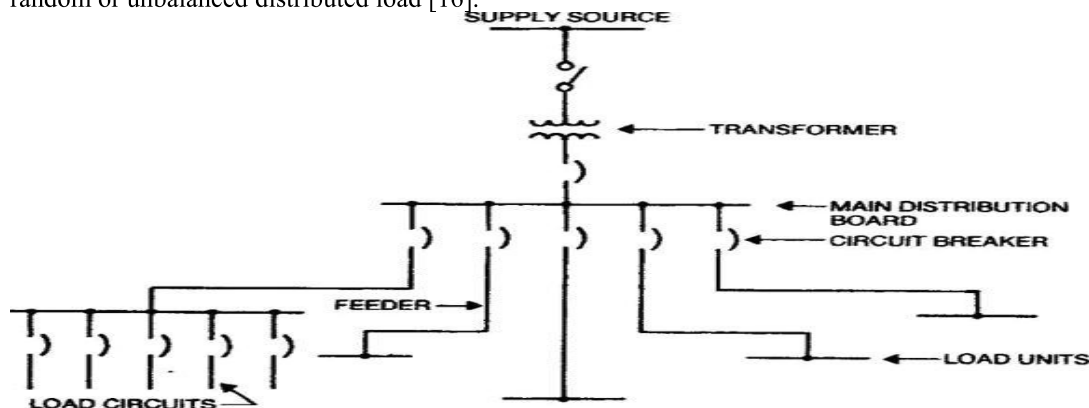 random or unbalanced distributed load [10].
SUPPLY SOURCE
TRANSFORMER
MAIN DISTRIBUTION
BOARD
CIRCUIT BREAKER
FEEDER
LOAD UNITS
LOAD CIRCUITS